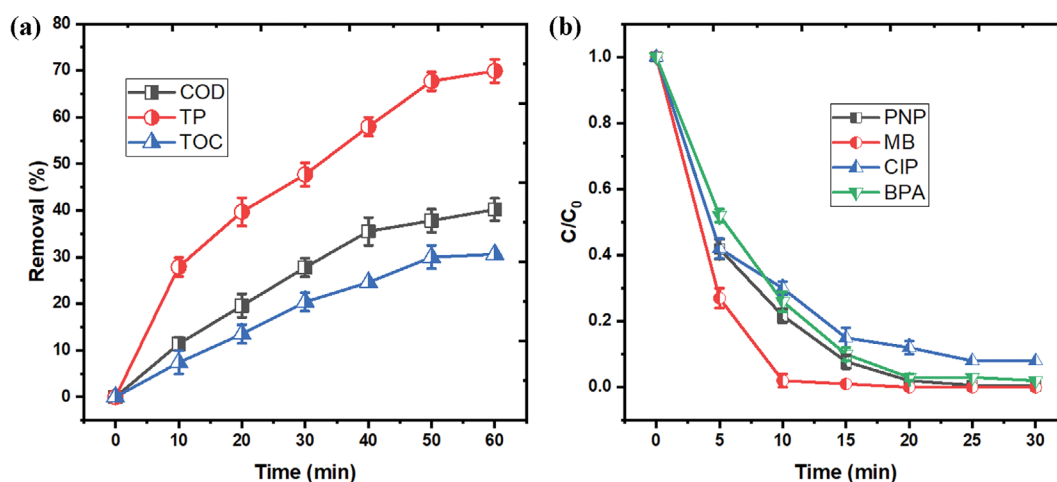 (a)
80
70
60
50
40
30
20
10
0
Removal (%)
COD
TP
TOC
0 10 20 30 40 50 60
Time (min)
(b)
1.0
0.8
0.6
0.4
0.2
0.0
C/C0
PNP
MB
CIP
BPA
0 5 10 15 20 25 30
Time (min)